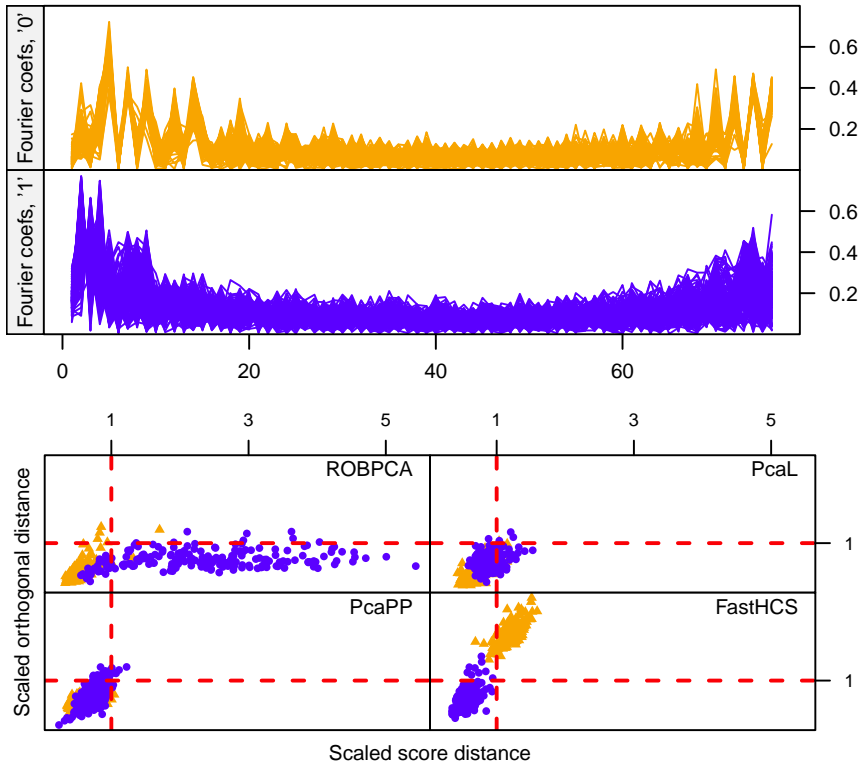 Fourier coefs, '0'
0.6
0.4
0.2
Fourier coefs, '1'
0.6
0.4
0.2
0
20
40
60
1
3
5
1
3
5
Scaled orthogonal distance
ROBPCA
PcaL
1
PcaPP
FastHCS
1
Scaled score distance